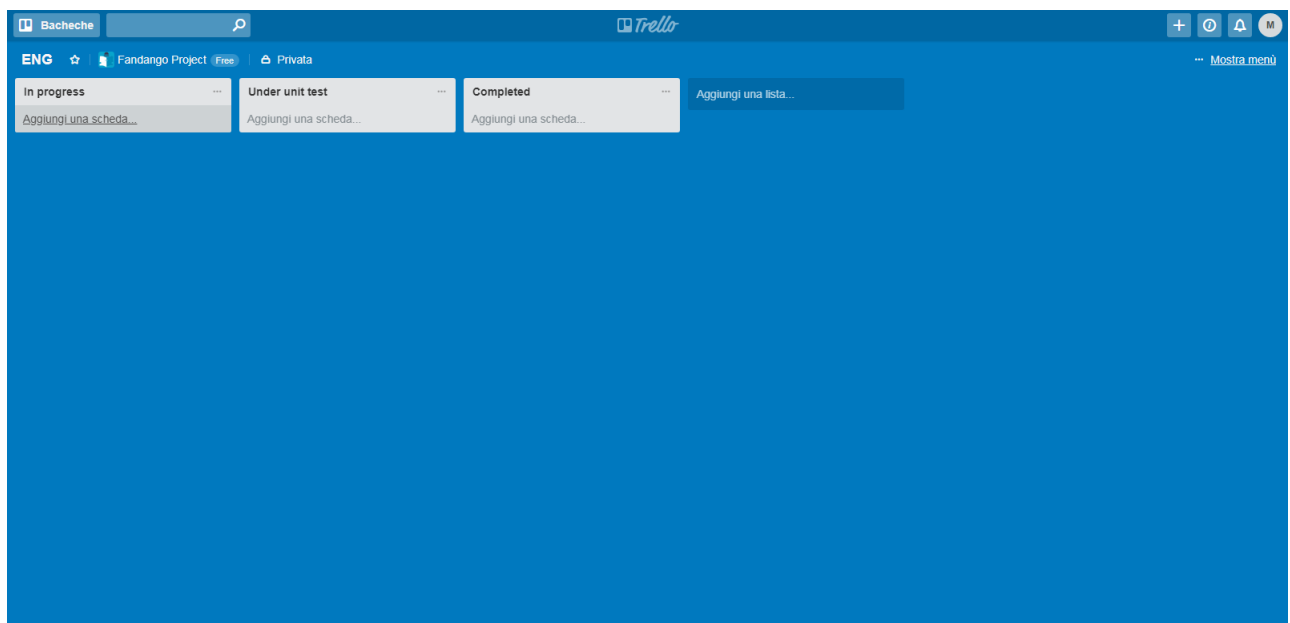 Bacheche
Trello
M
ENG Fandango Project Free Privata
... Mostra menù
In progress ...
Under unit test ...
Completed ...
Aggiungi una lista...
Aggiungi una scheda...
Aggiungi una scheda...
Aggiungi una scheda...